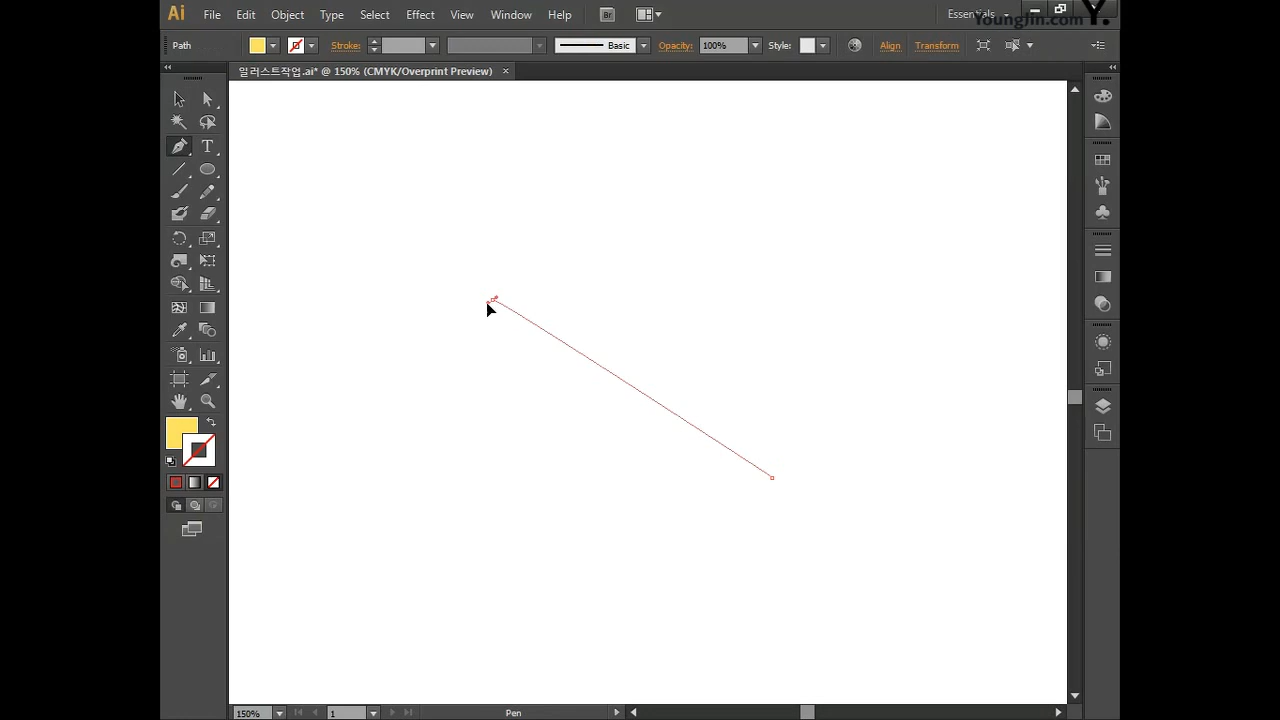 Ai File Edit Object Type Select Effect View Window Help Br Essentials
YoungJin.com Y.
Path Stroke: Basic Opacity: 100% Style: Align Transform
일러스트작업.ai* @ 150% (CMYK/Overprint Preview) ×
T
150% 1 Pen